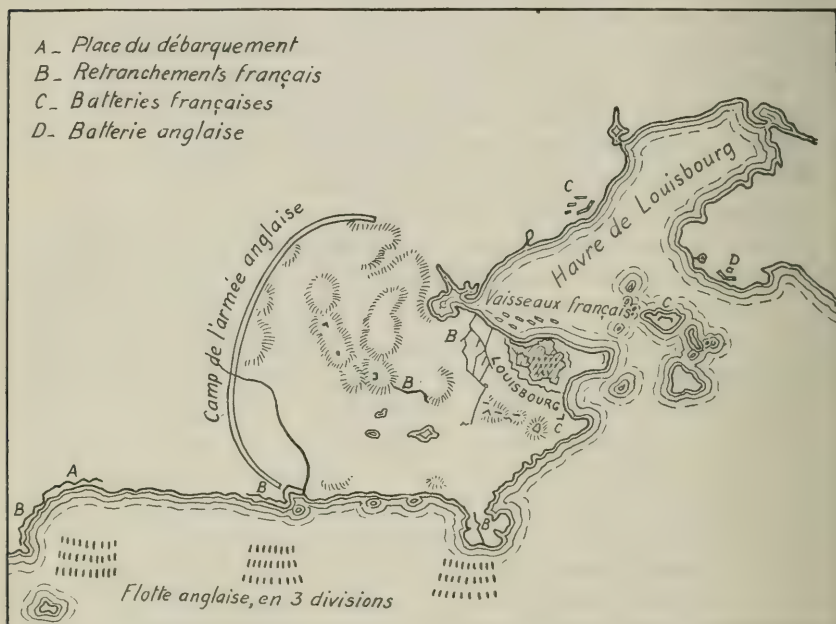 A_ Place du débarquement
B_ Retranchements français
C_ Batteries françaises
D_ Batterie anglaise
C
Havre de Louisbourg
D
Camp de l'armée anglaise
Vaisseaux français
C
B
LOUISBOURG
B
C
A
B
B
B
Flotte anglaise, en 3 divisions